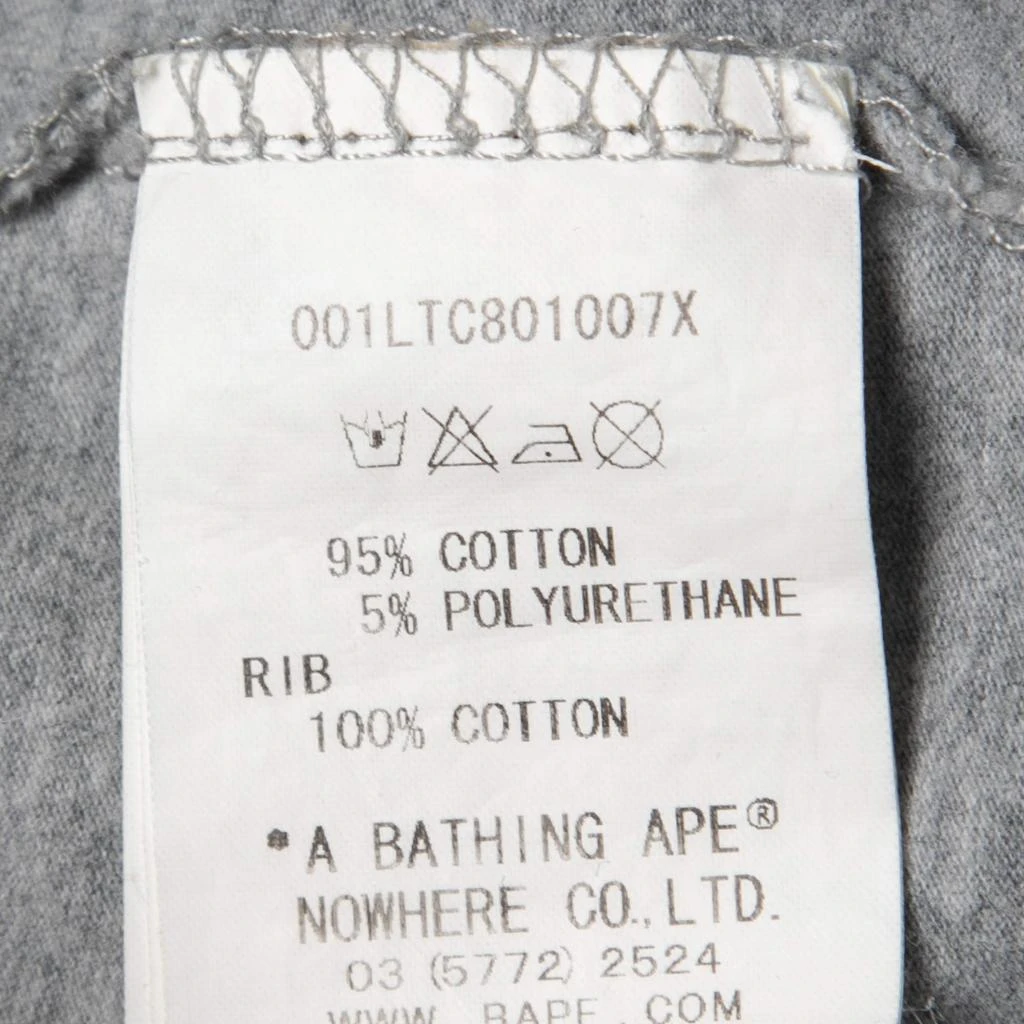 001LTC801007X
95% COTTON
5% POLYURETHANE
RIB
100% COTTON
*A BATHING APE®
NOWHERE CO.,LTD.
03 (5772) 2524
WWW.BAPE.COM